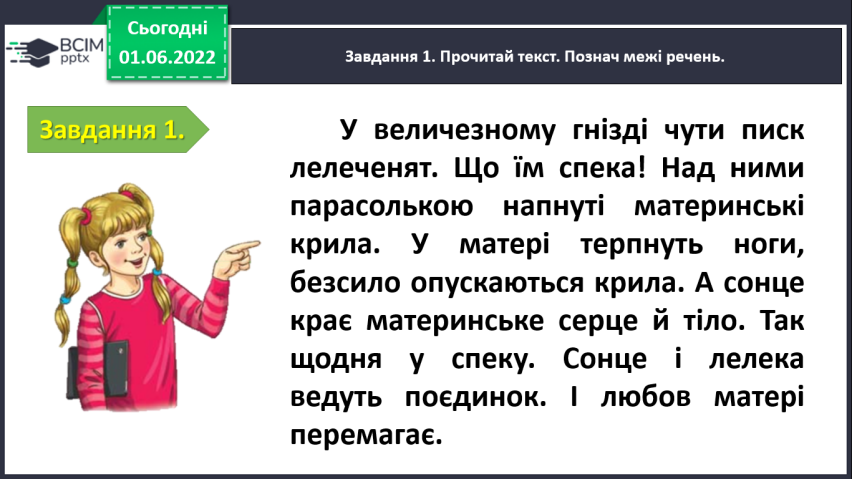 BCIM
pptx
Сьогодні
01.06.2022
Завдання 1. Прочитай текст. Познач межі речень.
Завдання 1.
У величезному гнізді чути писк
лелеченят. Що їм спека! Над ними
парасолькою напнуті материнські
крила. У матері терпнуть ноги,
безсило опускаються крила. А сонце
крає материнське серце й тіло. Так
щодня у спеку. Сонце і лелека
ведуть поєдинок. І любов матері
перемагає.